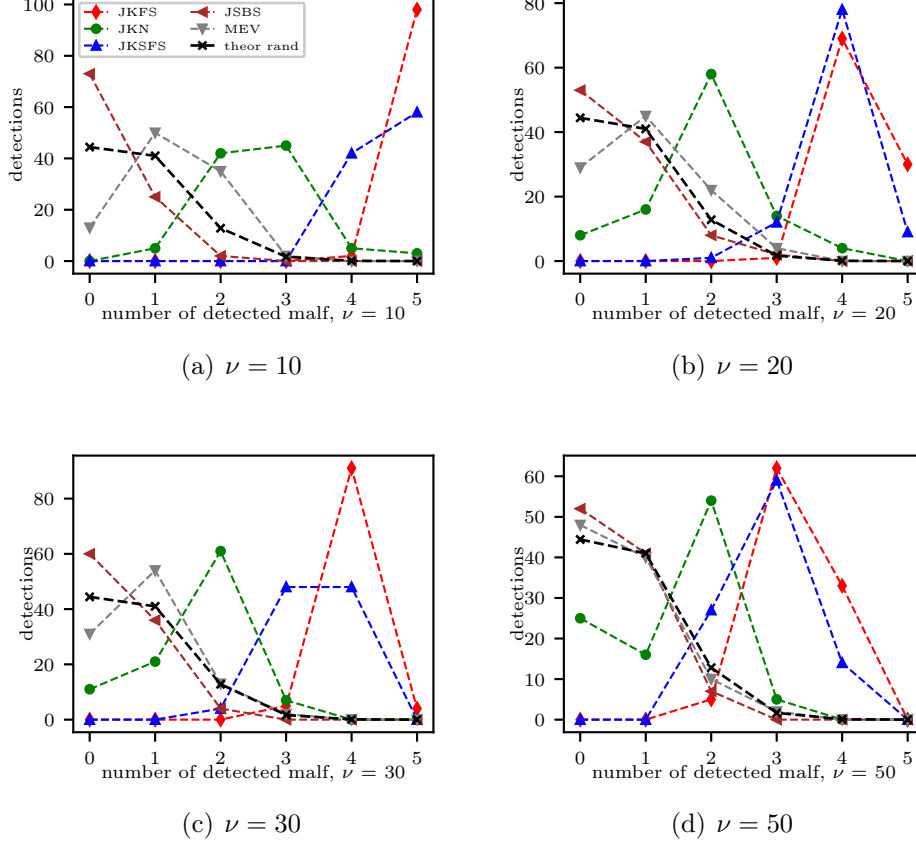 JKFS
JKN
JKSFS
JSBS
MEV
theor rand
detections
100
80
60
40
20
0
0 1 2 3 4 5
number of detected malf, ν = 10
(a) ν = 10
detections
80
60
40
20
0
0 1 2 3 4 5
number of detected malf, ν = 20
(b) ν = 20
detections
80
60
40
20
0
0 1 2 3 4 5
number of detected malf, ν = 30
(c) ν = 30
detections
60
50
40
30
20
10
0
0 1 2 3 4 5
number of detected malf, ν = 50
(d) ν = 50